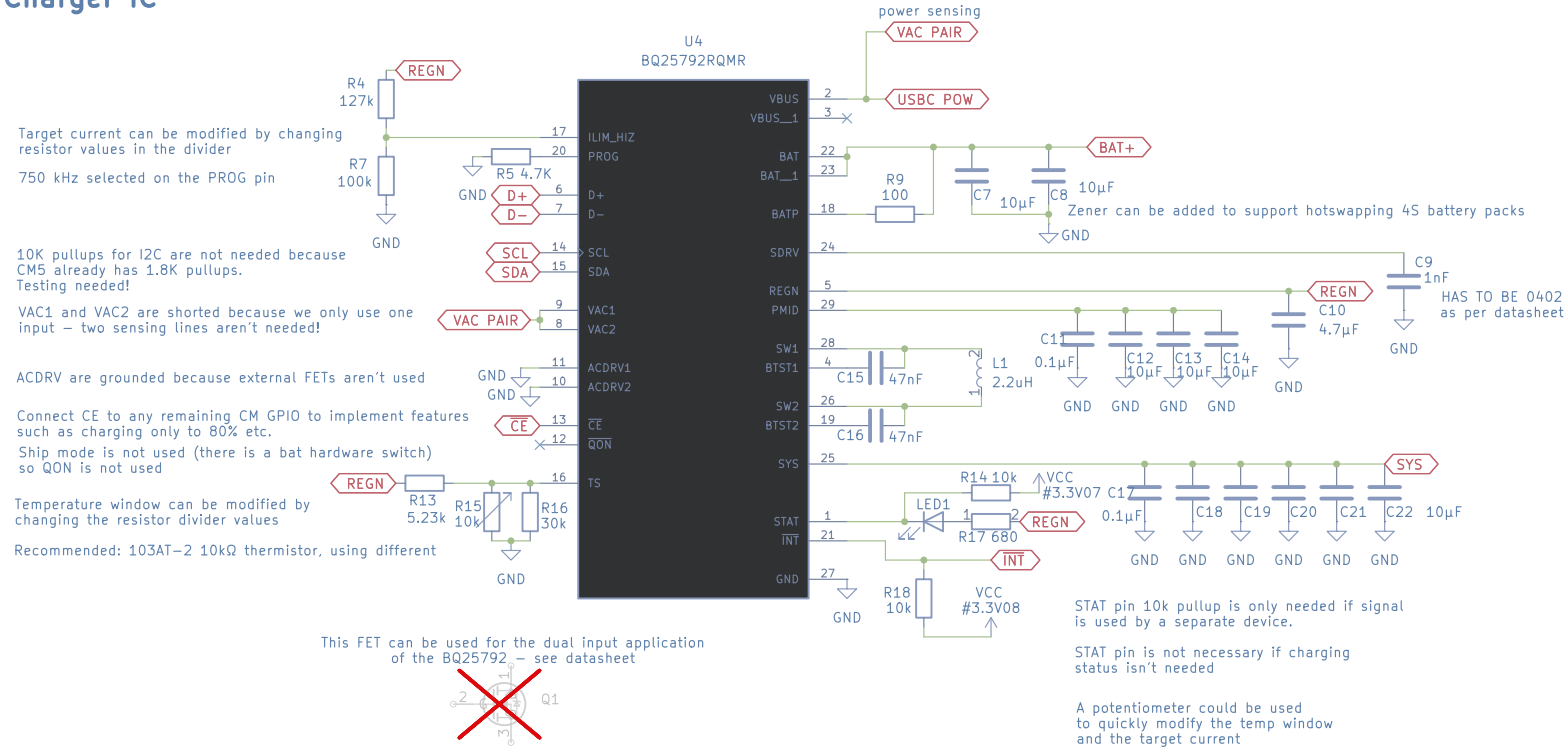 Charger IC
power sensing
VAC PAIR
U4
BQ25792RQMR
REGN
R4
127k
VBUS
2
USBC POW
VBUS__1
3
Target current can be modified by changing
resistor values in the divider
17
ILIM_HIZ
20
PROG
R5 4.7K
GND
R7
100k
750 kHz selected on the PROG pin
GND
BAT
22
BAT__1
23
BAT+
R9
100
C7
10µF
C8
10µF
BATP
18
Zener can be added to support hotswapping 4S battery packs
GND
D+
6
D+
D-
7
D-
10K pullups for I2C are not needed because
CM5 already has 1.8K pullups.
Testing needed!
SCL
14
SCL
SDA
15
SDA
SDRV
24
C9
1nF
HAS TO BE 0402
as per datasheet
GND
REGN
5
REGN
C10
4.7µF
GND
VAC1 and VAC2 are shorted because we only use one
input – two sensing lines aren't needed!
VAC PAIR
9
VAC1
8
VAC2
PMID
29
C11
0.1µF
C12
10µF
C13
10µF
C14
10µF
GND
GND
GND
GND
ACDRV are grounded because external FETs aren't used
GND
11
ACDRV1
GND
10
ACDRV2
SW1
28
BTST1
4
C15
47nF
2
L1
2.2uH
1
SW2
26
BTST2
19
C16
47nF
Connect CE to any remaining CM GPIO to implement features
such as charging only to 80% etc.
CE
13
CE
12
QON
Ship mode is not used (there is a bat hardware switch)
so QON is not used
SYS
25
SYS
REGN
R13
5.23k
16
TS
R15
10k
R16
30k
GND
Temperature window can be modified by
changing the resistor divider values
Recommended: 103AT-2 10kΩ thermistor, using different
R14 10k
VCC
#3.3V07
C17
0.1µF
C18
C19
C20
C21
C22
10µF
GND
GND
GND
GND
GND
GND
STAT
1
LED1
1
2
R17 680
REGN
INT
21
INT
GND
27
GND
R18
10k
VCC
#3.3V08
STAT pin 10k pullup is only needed if signal
is used by a separate device.
STAT pin is not necessary if charging
status isn't needed
A potentiometer could be used
to quickly modify the temp window
and the target current
This FET can be used for the dual input application
of the BQ25792 – see datasheet
1
2
3
Q1